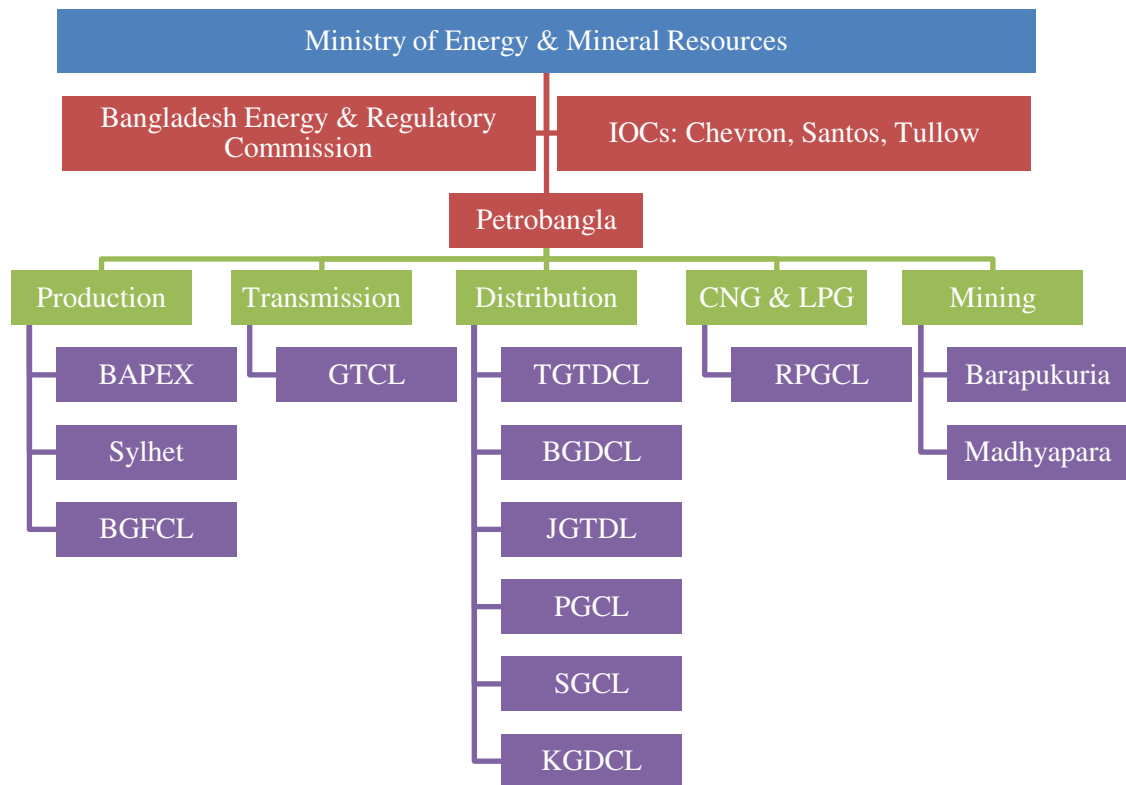 Ministry of Energy & Mineral Resources
Bangladesh Energy & Regulatory
Commission
IOCs: Chevron, Santos, Tullow
Petrobangla
Production
BAPEX
Sylhet
BGFCL
Transmission
GTCL
Distribution
TGTDCL
BGDCL
JGTDL
PGCL
SGCL
KGDCL
CNG & LPG
RPGCL
Mining
Barapukuria
Madhyapara